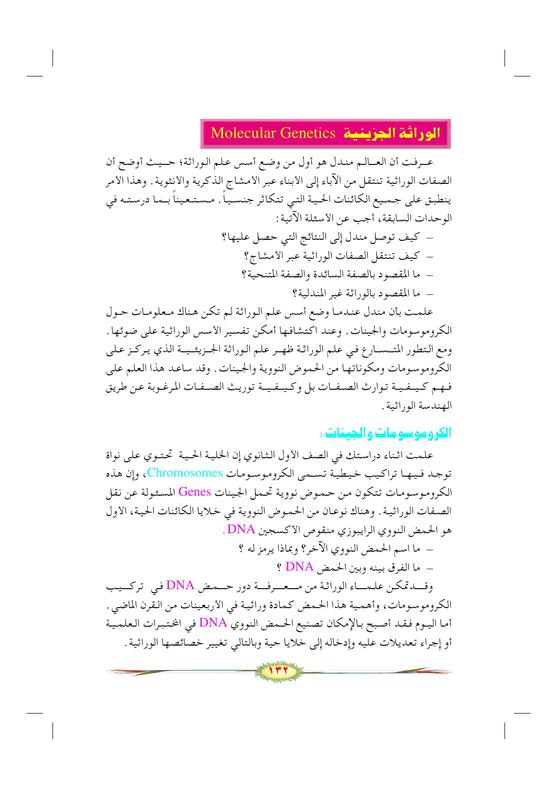 الوراثة الجزيئية Molecular Genetics
عرفت أن العالم مندل هو أول من وضع أسس علم الوراثة؛ حيث أوضح أن
الصفات الوراثية تنتقل من الآباء إلى الابناء عبر الامشاج الذكرية والانثوية. وهذا الامر
ينطبق على جميع الكائنات الحية التي تتكاثر جنسياً. مستعيناً بما درسته في
الوحدات السابقة، أجب عن الاسئلة الآتية:
– كيف توصل مندل إلى النتائج التي حصل عليها؟
– كيف تنتقل الصفات الوراثية عبر الامشاج؟
– ما المقصود بالصفة السائدة والصفة المتنحية؟
– ما المقصود بالوراثة غير المندلية؟
علمت بأن مندل عندما وضع أسس علم الوراثة لم تكن هناك معلومات حول
الكروموسومات والجينات. وعند اكتشافها أمكن تفسير الاسس الوراثية على ضوئها.
ومع التطور المتسارع في علم الوراثة ظهر علم الوراثة الجزيئية الذي يركز على
الكروموسومات ومكوناتها من الحموض النووية والجينات. وقد ساعد هذا العلم على
فهم كيفية توارث الصفات بل وكيفية توريث الصفات المرغوبة عن طريق
الهندسة الوراثية.
الكروموسومات والجينات :
علمت اثناء دراستك في الصف الاول الثانوي إن الخلية الحية تحتوي على نواة
توجد فيها تراكيب خيطية تسمى الكروموسومات Chromosomes، وإن هذه
الكروموسومات تتكون من حموض نووية تحمل الجينات Genes المسئولة عن نقل
الصفات الوراثية. وهناك نوعان من الحموض النووية في خلايا الكائنات الحية، الاول
هو الحمض النووي الرايبوزي منقوص الاكسجين DNA.
– ما اسم الحمض النووي الآخر؟ وبماذا يرمز له ؟
– ما الفرق بينه وبين الحمض DNA ؟
وقد تمكن علماء الوراثة من معرفة دور حمض DNA في تركيب
الكروموسومات، وأهمية هذا الحمض كمادة وراثية في الاربعينات من القرن الماضي.
أما اليوم فقد أصبح بالإمكان تصنيع الحمض النووي DNA في المختبرات العلمية
أو إجراء تعديلات عليه وإدخاله إلى خلايا حية وبالتالي تغيير خصائصها الوراثية.
١٣٢